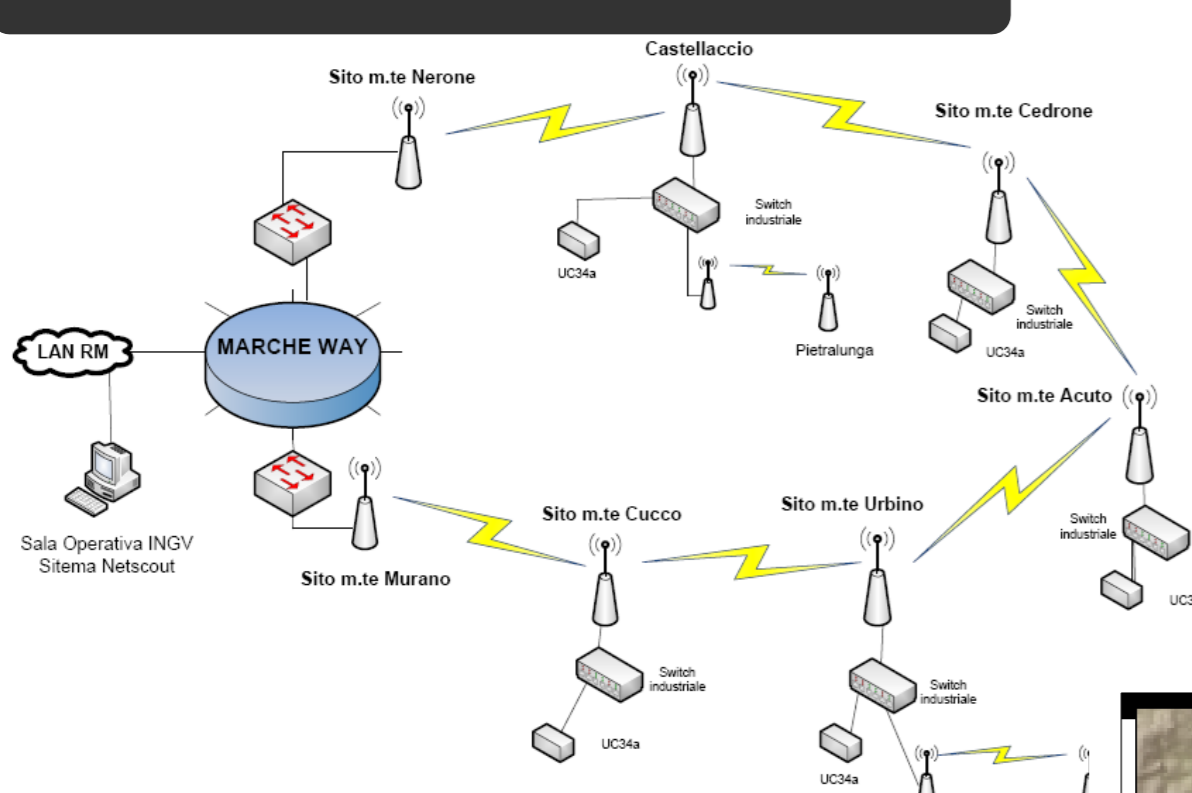 Castellaccio
Sito m.te Nerone
Sito m.te Cedrone
Switch
industriale
UC34a
Switch
industriale
UC34a
Pietralunga
MARCHE WAY
LAN RM
Sito m.te Acuto
Sito m.te Urbino
Sito m.te Cucco
Switch
industriale
Sala Operativa INGV
Sitema Netscout
Sito m.te Murano
UC3
Switch
industriale
Switch
industriale
UC34a
UC34a